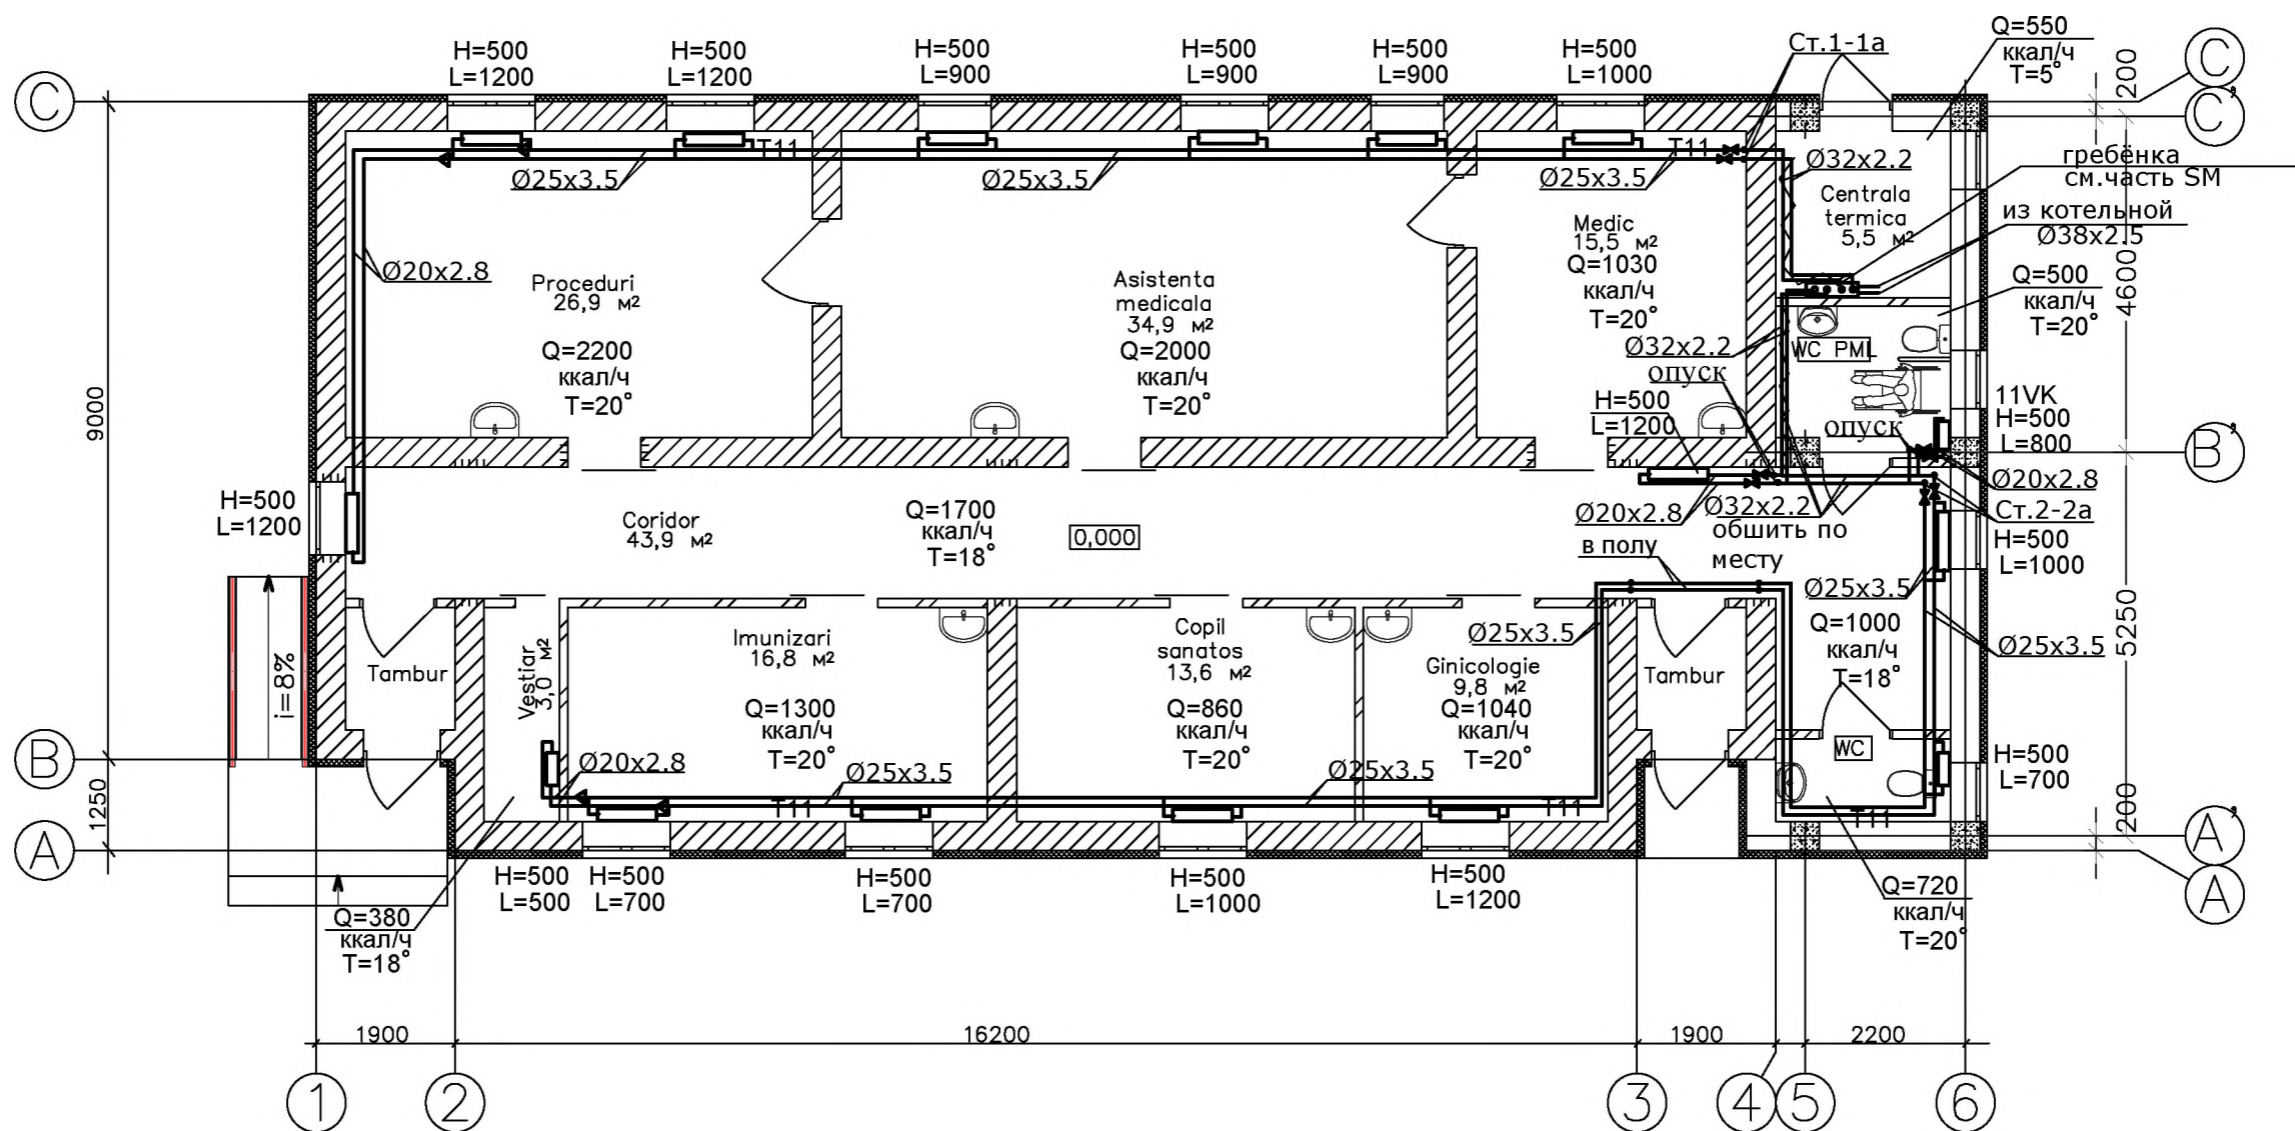 H=500
L=1200
H=500
L=1200
H=500
L=900
H=500
L=900
H=500
L=900
H=500
L=1000
Ст.1-1а
Q=550
ккал/ч
T=5°
200
C
C
C’
T11
T11
Ø25x3.5
Ø25x3.5
Ø25x3.5
Ø32x2.2
гребёнка
см.часть SM
Centrala
termica
5,5 м²
из котельной
Ø38x2.5
Ø20x2.8
Proceduri
26,9 м²
Q=2200
ккал/ч
T=20°
Asistenta
medicala
34,9 м²
Q=2000
ккал/ч
T=20°
Medic
15,5 м²
Q=1030
ккал/ч
T=20°
Q=500
ккал/ч
T=20°
4600
9000
Ø32x2.2
WC PML
опуск
H=500
L=1200
опуск
11VK
H=500
L=800
B’
Ø20x2.8
H=500
L=1200
Coridor
43,9 м²
Q=1700
ккал/ч
T=18°
0,000
Ø20x2.8
Ø32x2.2
обшить по
месту
в полу
Ст.2-2а
H=500
L=1000
Ø25x3.5
i=8%
Tambur
Vestiar
3,0 м²
Imunizari
16,8 м²
Q=1300
ккал/ч
T=20°
Copil
sanatos
13,6 м²
Q=860
ккал/ч
T=20°
Ø25x3.5
Ginicologie
9,8 м²
Q=1040
ккал/ч
T=20°
Tambur
Q=1000
ккал/ч
T=18°
Ø25x3.5
5250
B
1250
A
Ø20x2.8
Ø25x3.5
Ø25x3.5
WC
H=500
L=700
T11
T11
T11
200
A’
A
H=500
L=500
H=500
L=700
H=500
L=700
H=500
L=1000
H=500
L=1200
Q=380
ккал/ч
T=18°
Q=720
ккал/ч
T=20°
1900
16200
1900
2200
1
2
3
4
5
6